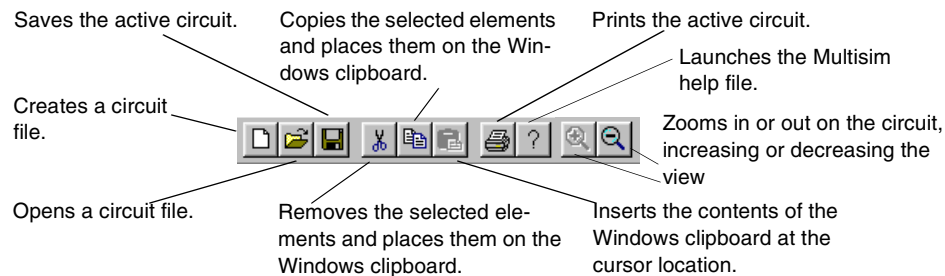 Saves the active circuit.
Copies the selected elements
and places them on the Win-
dows clipboard.
Prints the active circuit.
Launches the Multisim
help file.
Creates a circuit
file.
?
Zooms in or out on the circuit,
increasing or decreasing the
view
Opens a circuit file.
Removes the selected ele-
ments and places them on the
Windows clipboard.
Inserts the contents of the
Windows clipboard at the
cursor location.